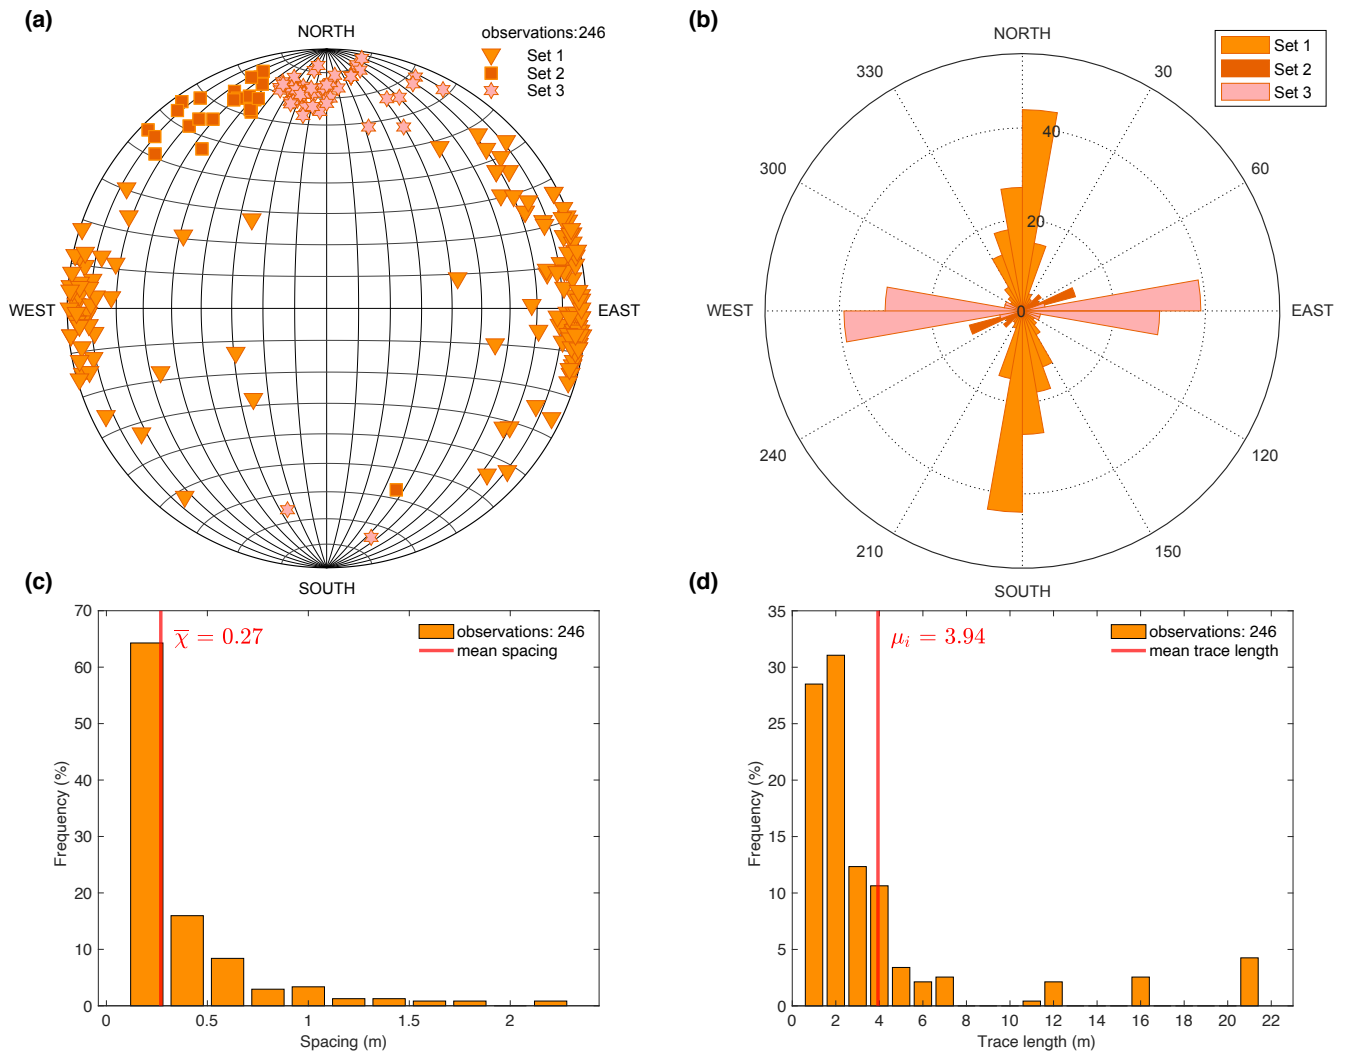 (a)
NORTH
observations:246
Set 1
Set 2
Set 3
WEST
EAST
SOUTH
(b)
NORTH
Set 1
Set 2
Set 3
330
30
300
60
40
20
0
WEST
EAST
240
120
210
150
SOUTH
(c)
70
60
50
40
30
20
10
0
Frequency (%)
χ̅ = 0.27
observations: 246
mean spacing
0
0.5
1
1.5
2
Spacing (m)
(d)
35
30
25
20
15
10
5
0
Frequency (%)
μᵢ = 3.94
observations: 246
mean trace length
0
2
4
6
8
10
12
14
16
18
20
22
Trace length (m)